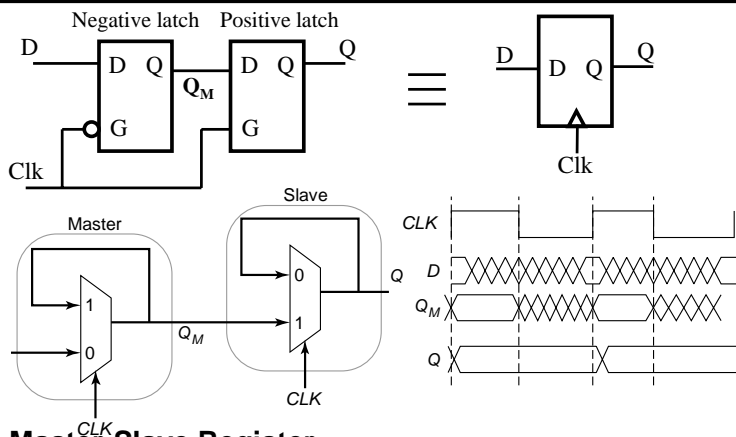 Negative latch Positive latch
D D Q Q_M D Q Q
G G
Clk
D D Q Q
Clk
Master
1
0
CLK
Q_M
Slave
0
1
CLK
Q
CLK
D
Q_M
Q
Master-Slave Register